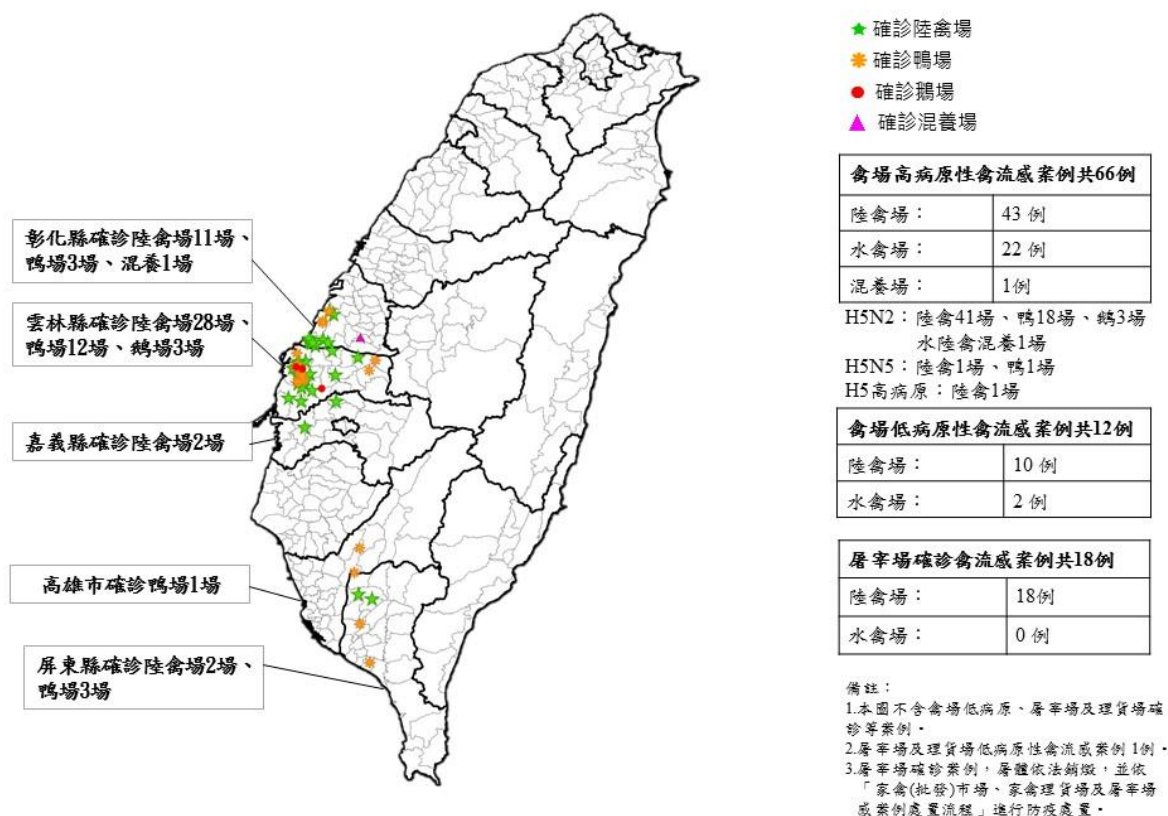 確診陸禽場
確診鴨場
確診鵝場
確診混養場
禽場高病原性禽流感案例共66例
陸禽場： 43 例
水禽場： 22 例
混養場： 1例
H5N2：陸禽41場、鴨18場、鵝3場
水陸禽混養1場
H5N5：陸禽1場、鴨1場
H5高病原：陸禽1場
禽場低病原性禽流感案例共12例
陸禽場： 10 例
水禽場： 2 例
屠宰場確診禽流感案例共18例
陸禽場： 18例
水禽場： 0 例
備註：
1.本圖不含禽場低病原、屠宰場及理貨場確
診等案例。
2.屠宰場及理貨場低病原性禽流感案例 1例。
3.屠宰場確診案例，屠體依法銷燬，並依
「家禽(批發)市場、家禽理貨場及屠宰場
感案例處置流程」進行防疫處置。
彰化縣確診陸禽場11場、
鴨場3場、混養1場
雲林縣確診陸禽場28場、
鴨場12場、鵝場3場
嘉義縣確診陸禽場2場
高雄市確診鴨場1場
屏東縣確診陸禽場2場、
鴨場3場